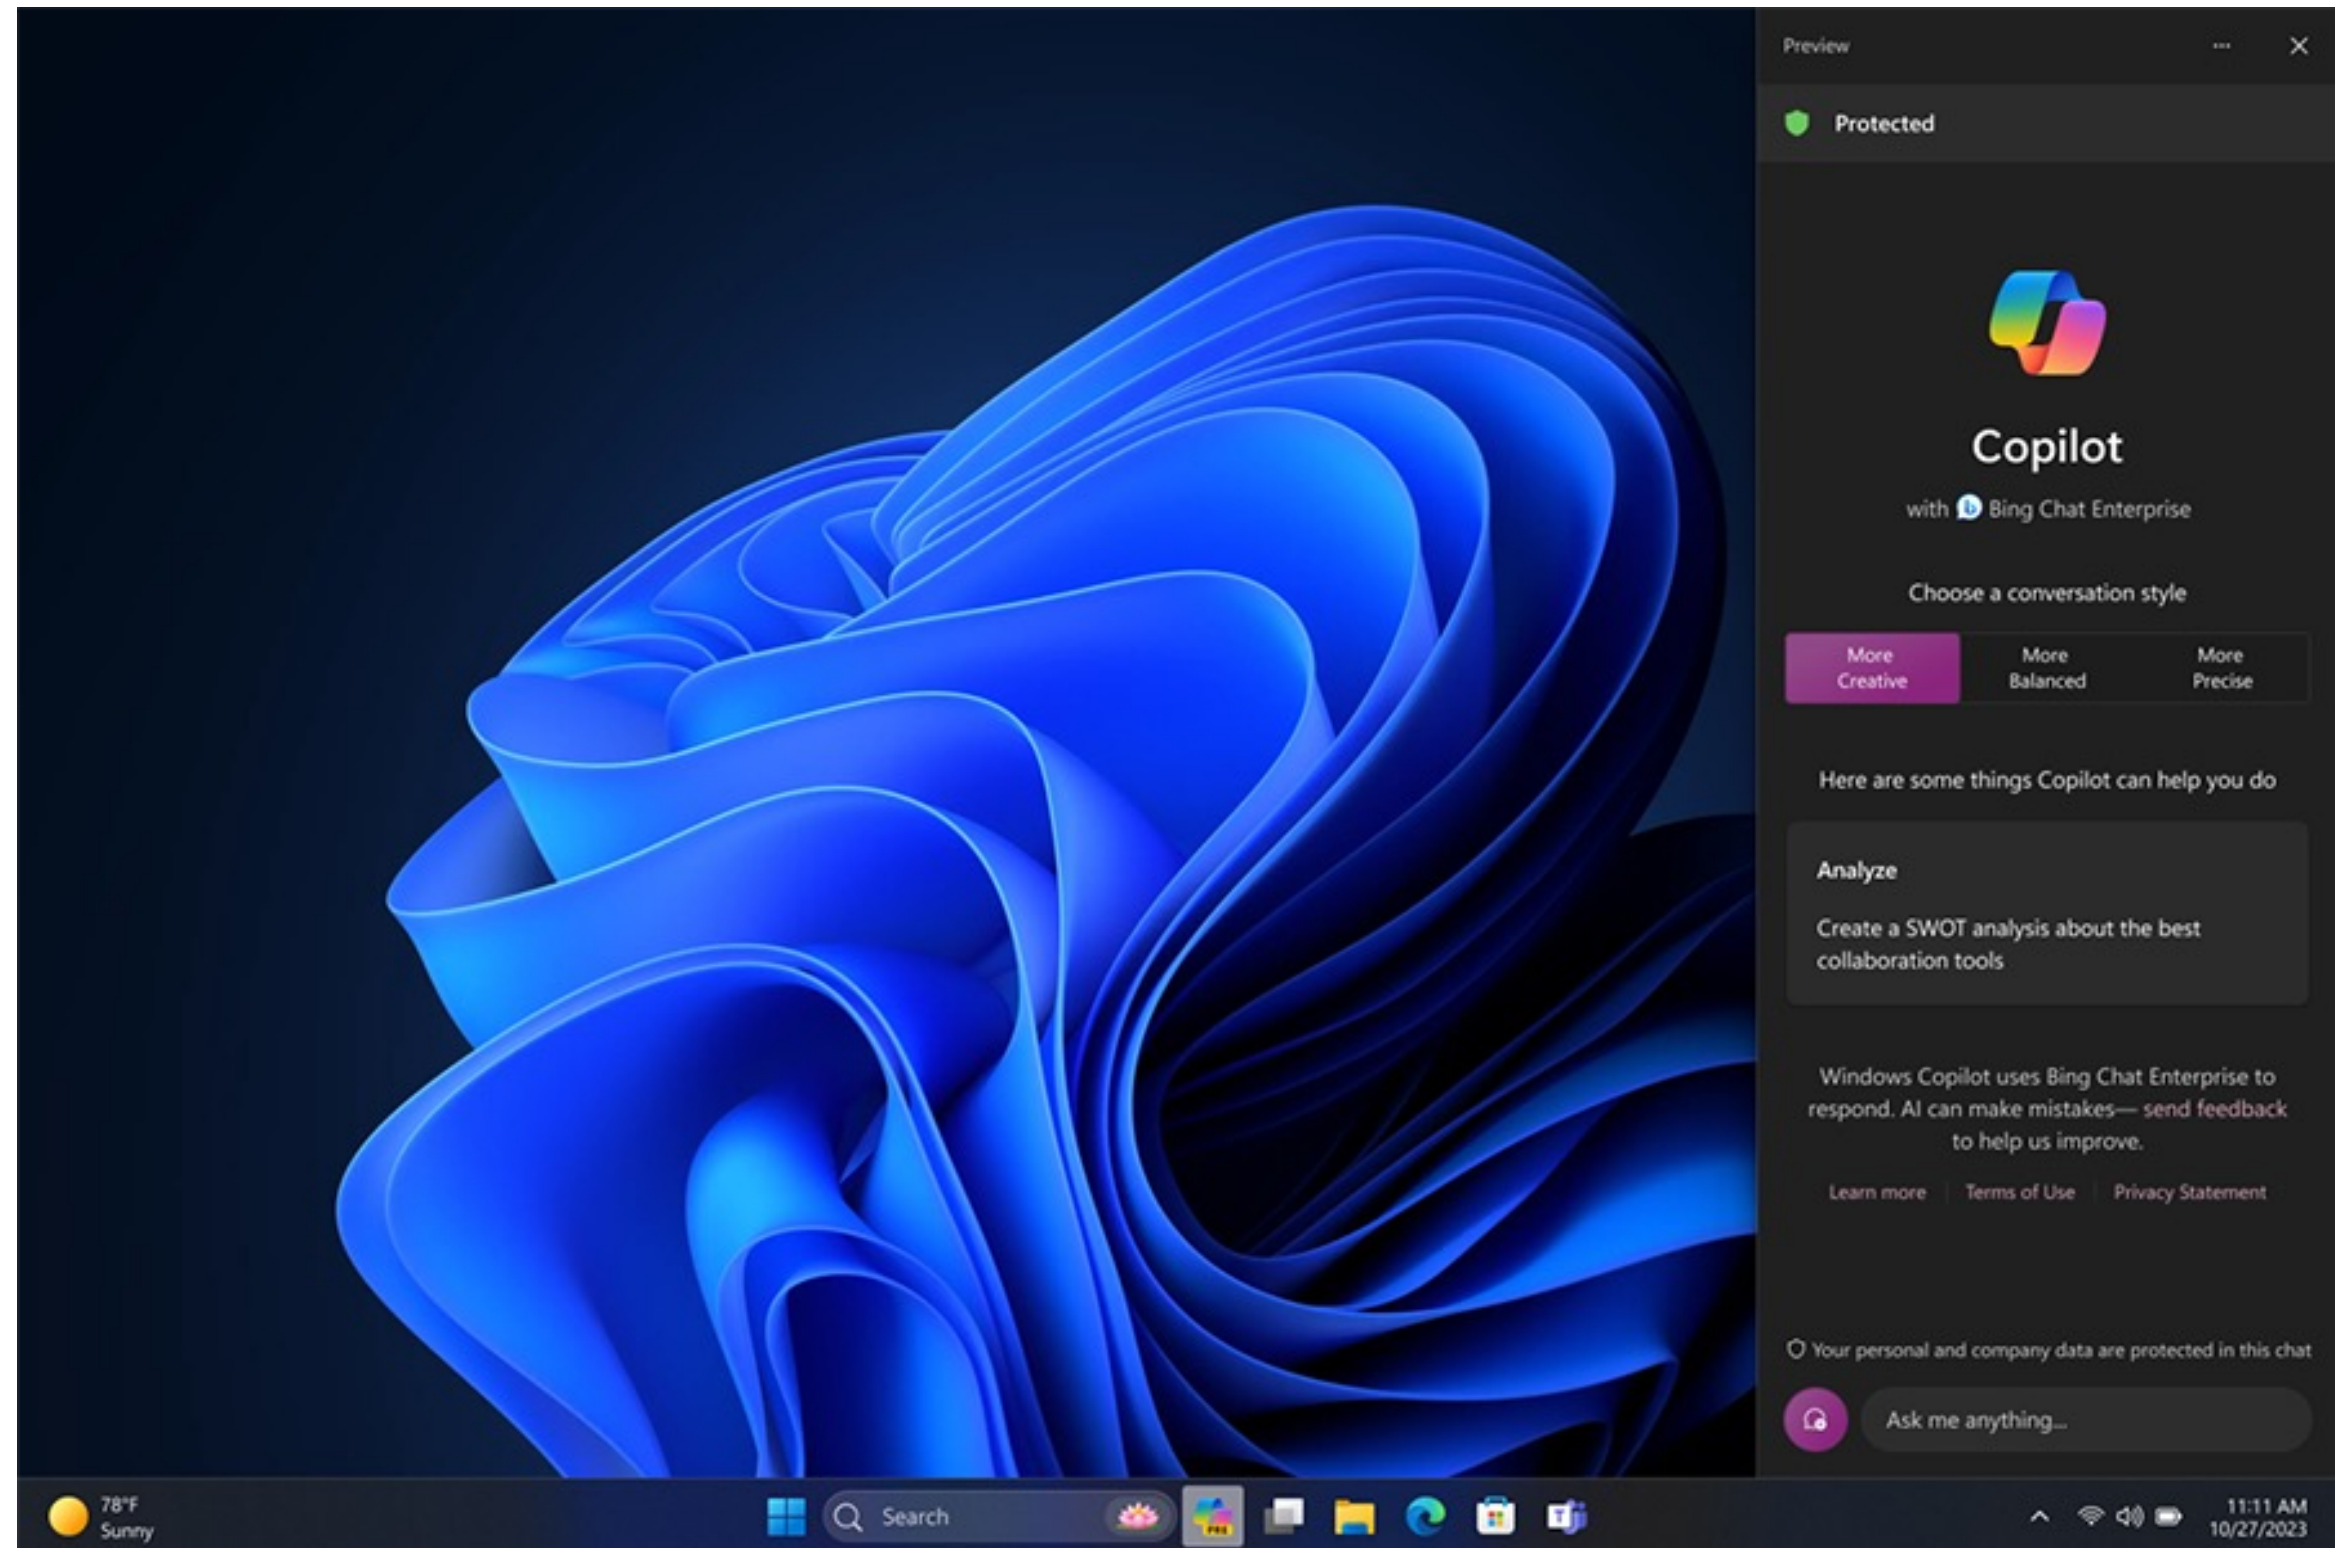 Preview
Protected
Copilot
with Bing Chat Enterprise
Choose a conversation style
More
Creative
More
Balanced
More
Precise
Here are some things Copilot can help you do
Analyze
Create a SWOT analysis about the best
collaboration tools
Windows Copilot uses Bing Chat Enterprise to
respond. AI can make mistakes— send feedback
to help us improve.
Learn more
Terms of Use
Privacy Statement
Your personal and company data are protected in this chat
Ask me anything...
78°F
Sunny
Search
PRE
T
11:11 AM
10/27/2023